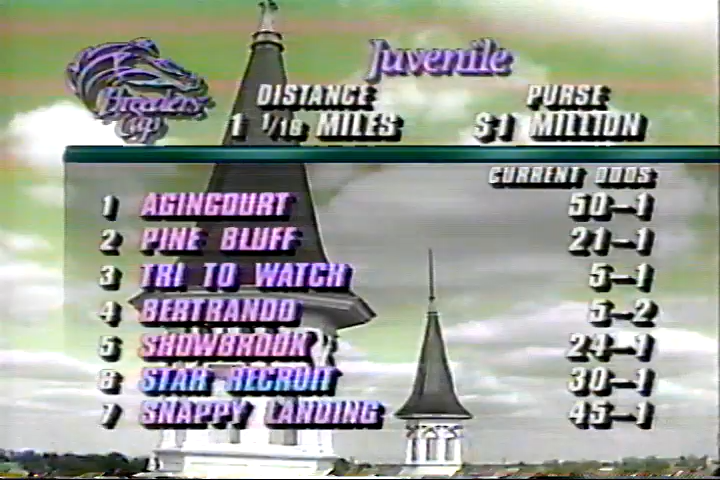 Juvenile
Breeders' Cup
DISTANCE PURSE
1 1/16 MILES $1 MILLION
CURRENT ODDS
1 AGINCOURT 50-1
2 PINE BLUFF 21-1
3 TRI TO WATCH 5-1
4 BERTRANDO 5-2
5 SHOWBROOK 24-1
6 STAR RECRUIT 30-1
7 SNAPPY LANDING 45-1